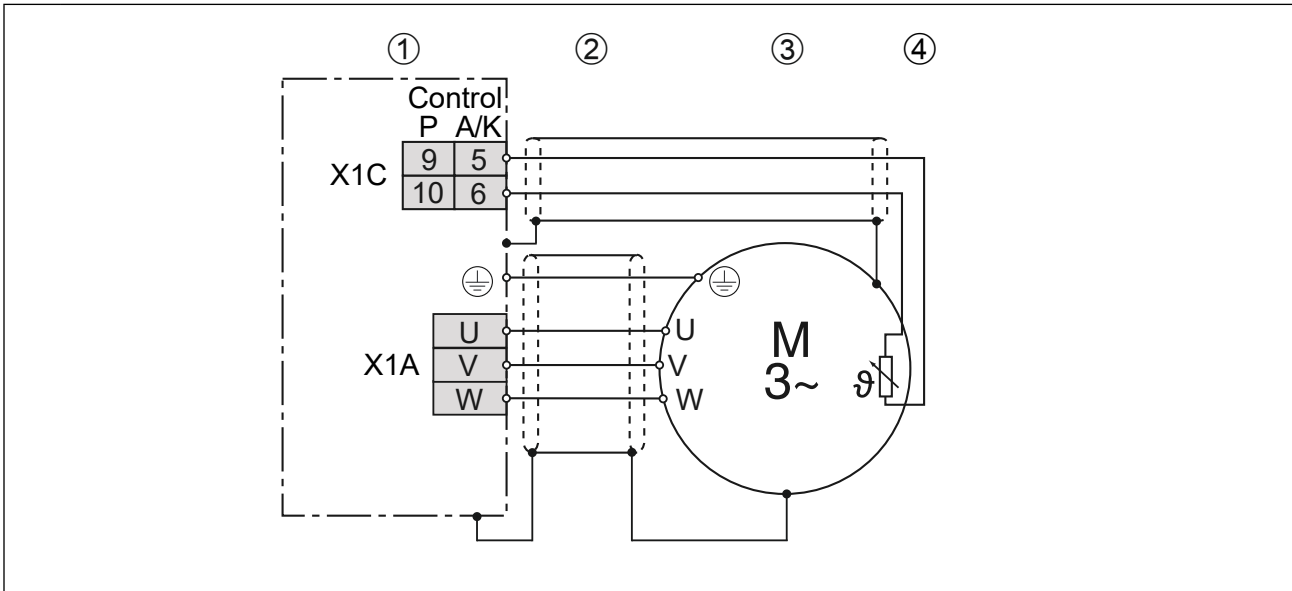 ① ② ③ ④
Control
P A/K
X1C
9 5
10 6
U
X1A V
W
U
V
W
M
3~
ϑ